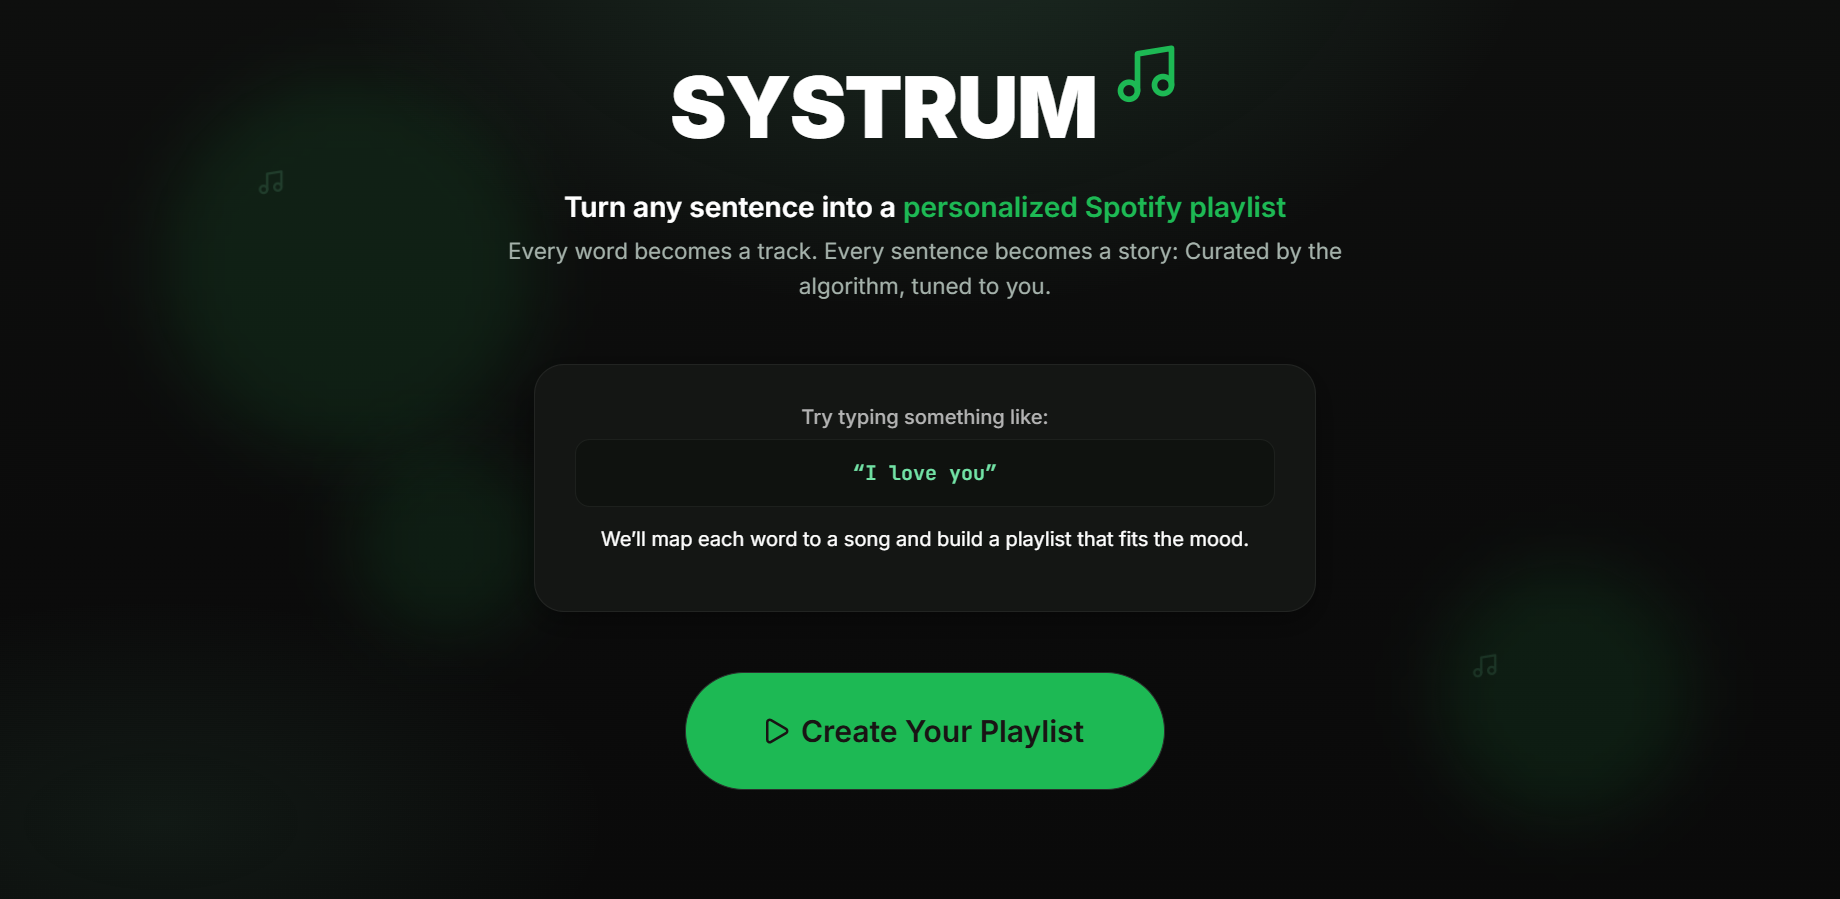 SYSTRUM
Turn any sentence into a personalized Spotify playlist
Every word becomes a track. Every sentence becomes a story: Curated by the
algorithm, tuned to you.
Try typing something like:
“I love you”
We’ll map each word to a song and build a playlist that fits the mood.
Create Your Playlist